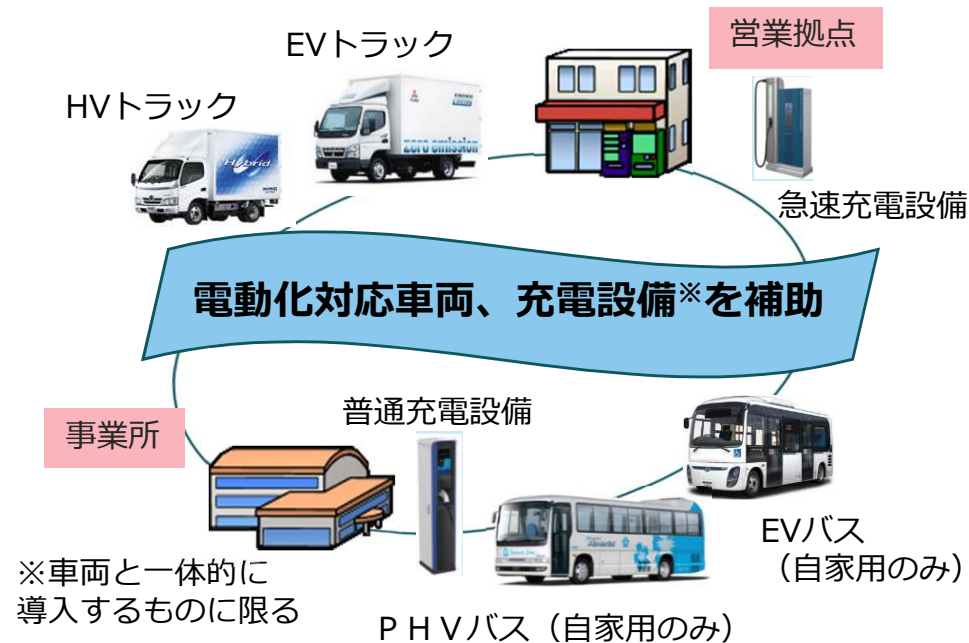 EVトラック
営業拠点
HVトラック
Hybrid
zero emission
急速充電設備
電動化対応車両、充電設備※を補助
普通充電設備
事業所
EVバス
（自家用のみ）
※車両と一体的に
導入するものに限る
ＰＨＶバス（自家用のみ）